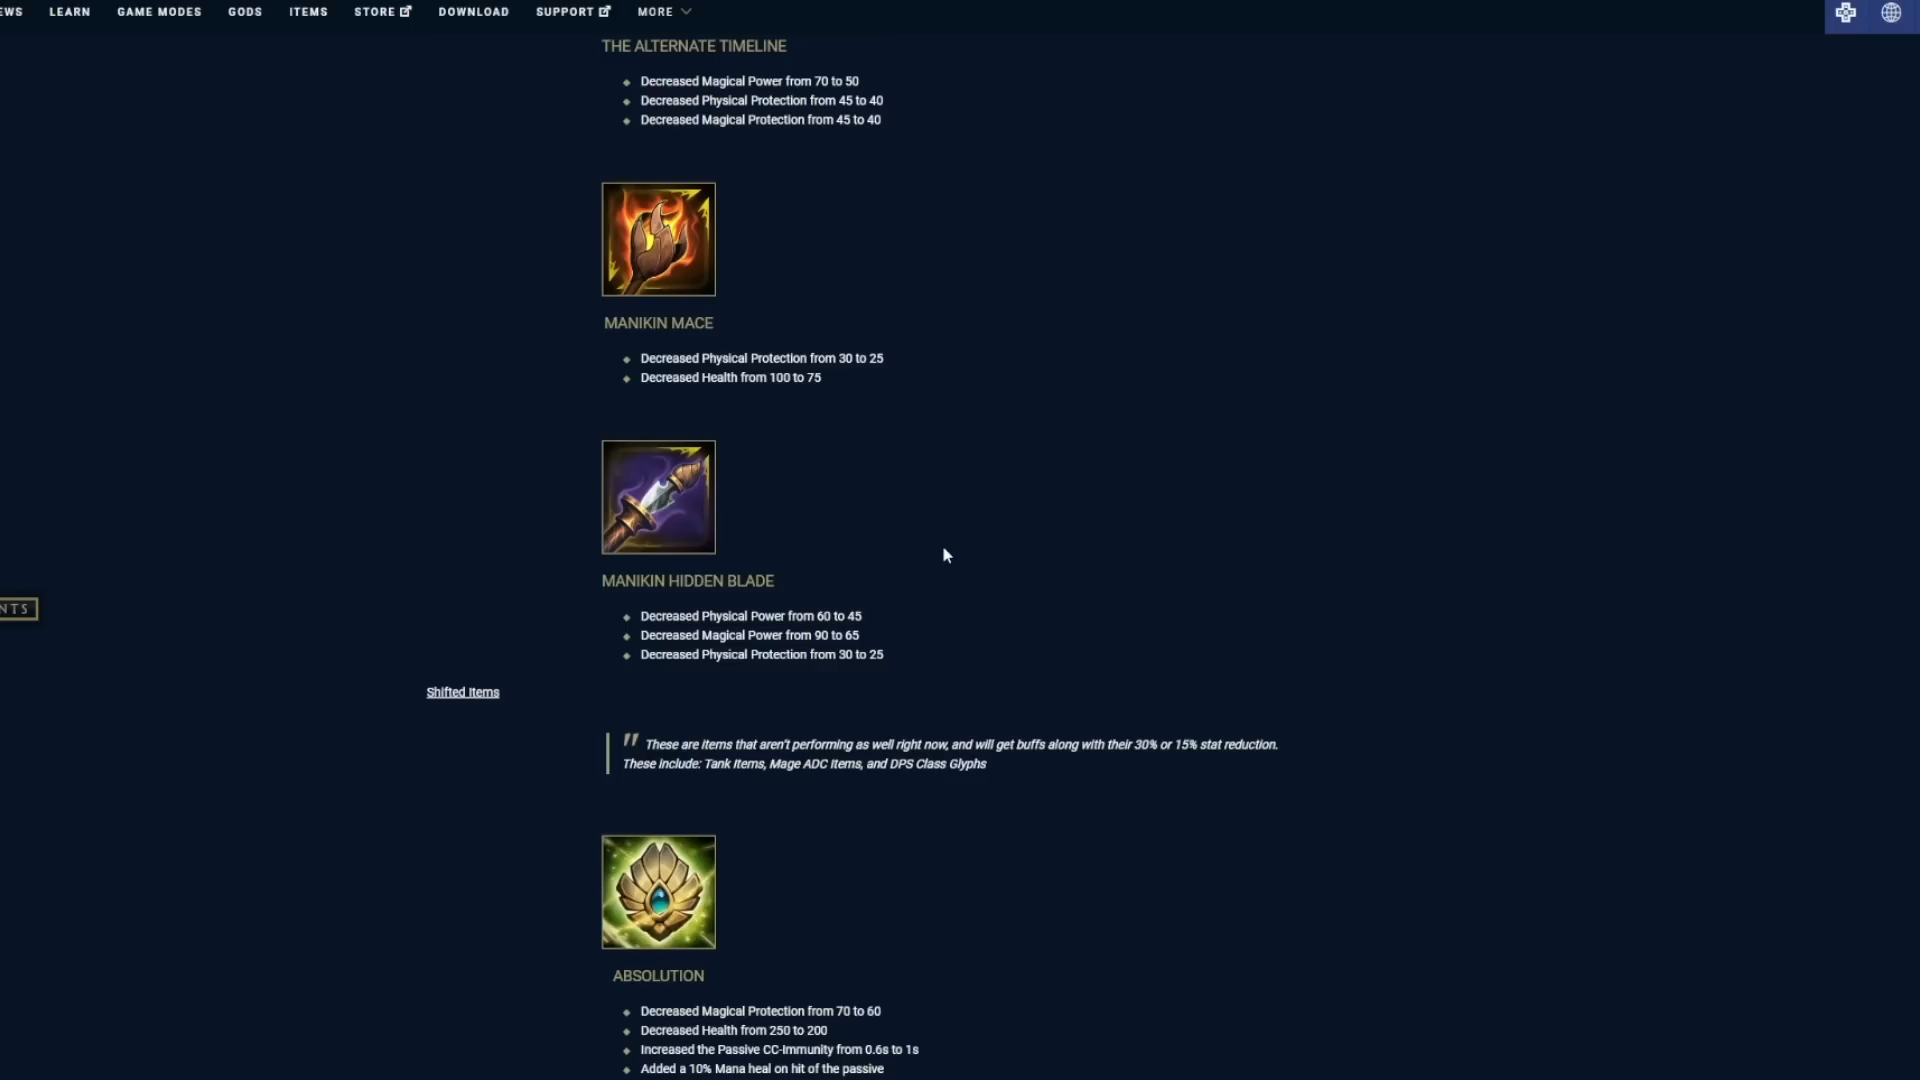 EWS LEARN GAME MODES GODS ITEMS STORE DOWNLOAD SUPPORT MORE
THE ALTERNATE TIMELINE
Decreased Magical Power from 70 to 50
Decreased Physical Protection from 45 to 40
Decreased Magical Protection from 45 to 40
MANIKIN MACE
Decreased Physical Protection from 30 to 25
Decreased Health from 100 to 75
MANIKIN HIDDEN BLADE
NTS
Decreased Physical Power from 60 to 45
Decreased Magical Power from 90 to 65
Decreased Physical Protection from 30 to 25
Shifted Items
" These are items that aren't performing as well right now, and will get buffs along with their 30% or 15% stat reduction.
These include: Tank Items, Mage ADC Items, and DPS Class Glyphs
ABSOLUTION
Decreased Magical Protection from 70 to 60
Decreased Health from 250 to 200
Increased the Passive CC-Immunity from 0.6s to 1s
Added a 10% Mana heal on hit of the passive